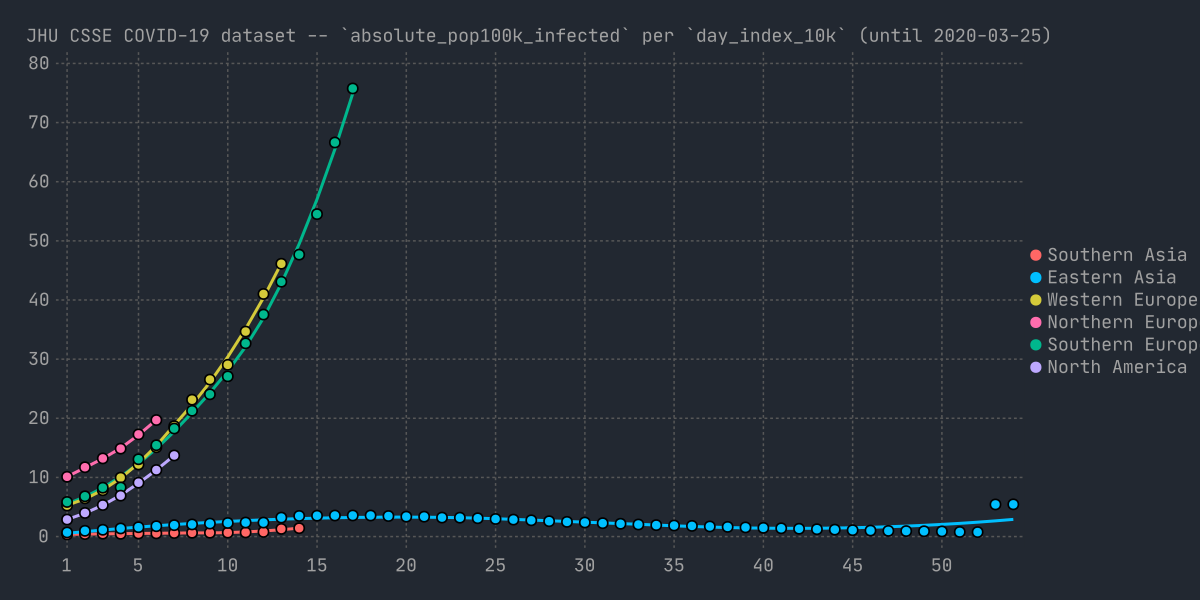 JHU CSSE COVID-19 dataset -- `absolute_pop100k_infected` per `day_index_10k` (until 2020-03-25)
80
70
60
50
40
30
20
10
0
1 5 10 15 20 25 30 35 40 45 50
Southern Asia
Eastern Asia
Western Europe
Northern Europ
Southern Europ
North America